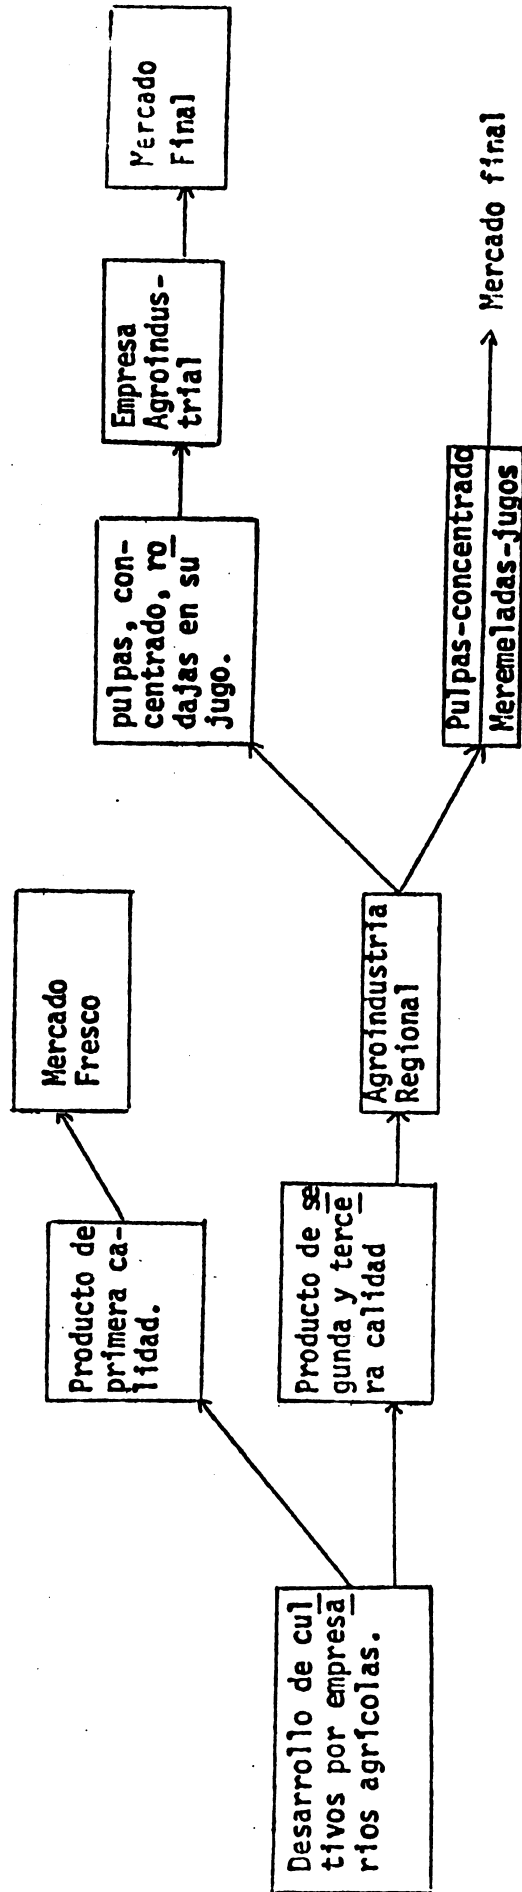 Desarrollo de cul
tivos por empresa
rios agrícolas.
Producto de
primera ca-
lidad.
Mercado
Fresco
Producto de se
gunda y terce
ra calidad
Agroindustria
Regional
pulpas, con-
centrado, ro
dajas en su
jugo.
Empresa
Agroindus-
trial
Mercado
Final
Pulpas-concentrado
Meremeladas-jugos
Mercado final